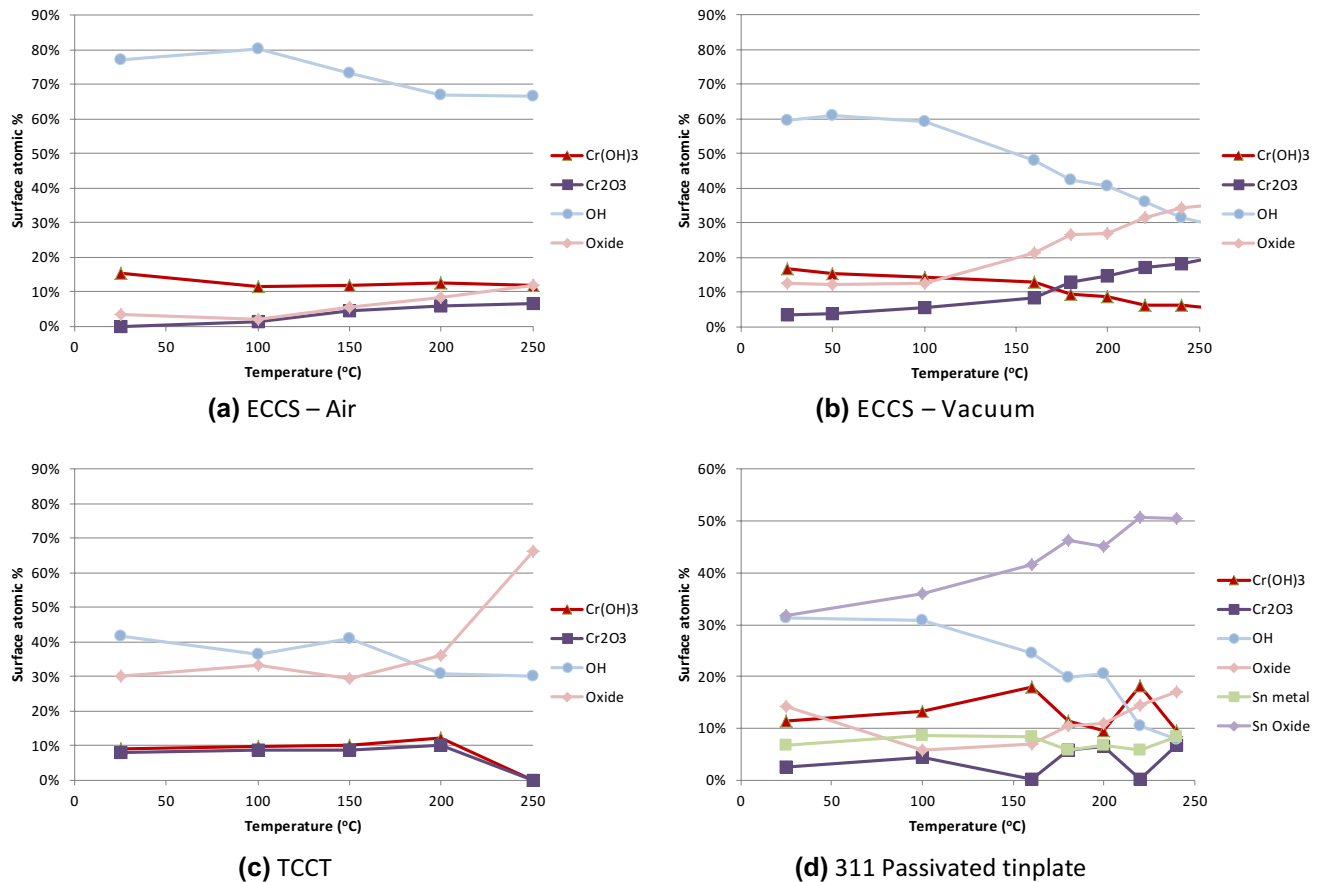 90%
80%
70%
60%
50%
40%
30%
20%
10%
0%
Surface atomic %
0 50 100 150 200 250
Temperature (ᵒC)
Cr(OH)3
Cr2O3
OH
Oxide
(a) ECCS – Air
90%
80%
70%
60%
50%
40%
30%
20%
10%
0%
Surface atomic %
0 50 100 150 200 250
Temperature (ᵒC)
Cr(OH)3
Cr2O3
OH
Oxide
(b) ECCS – Vacuum
90%
80%
70%
60%
50%
40%
30%
20%
10%
0%
Surface atomic %
0 50 100 150 200 250
Temperature (ᵒC)
Cr(OH)3
Cr2O3
OH
Oxide
(c) TCCT
60%
50%
40%
30%
20%
10%
0%
Surface atomic %
0 50 100 150 200 250
Temperature (ᵒC)
Cr(OH)3
Cr2O3
OH
Oxide
Sn metal
Sn Oxide
(d) 311 Passivated tinplate